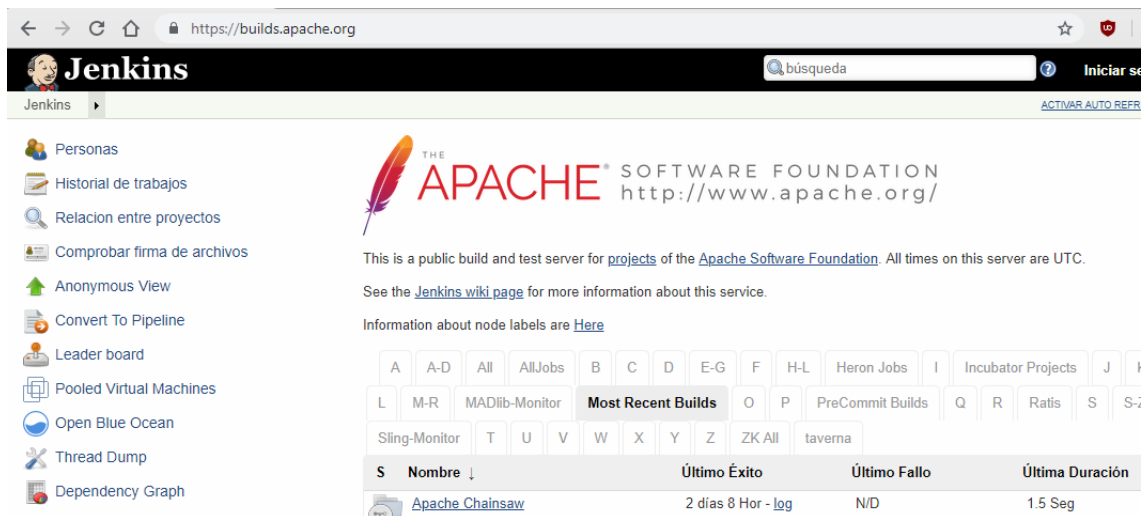 https://builds.apache.org
Jenkins
búsqueda
Iniciar se
Jenkins
ACTIVAR AUTO REFR
Personas
Historial de trabajos
Relacion entre proyectos
Comprobar firma de archivos
Anonymous View
Convert To Pipeline
Leader board
Pooled Virtual Machines
Open Blue Ocean
Thread Dump
Dependency Graph
THE
APACHE® SOFTWARE FOUNDATION
http://www.apache.org/
This is a public build and test server for projects of the Apache Software Foundation. All times on this server are UTC.
See the Jenkins wiki page for more information about this service.
Information about node labels are Here
A A-D All AllJobs B C D E-G F H-L Heron Jobs I Incubator Projects J
L M-R MADlib-Monitor Most Recent Builds O P PreCommit Builds Q R Ratis S S-Z
Sling-Monitor T U V W X Y Z ZK All taverna
S Nombre ↓ Último Éxito Último Fallo Última Duración
Apache Chainsaw 2 días 8 Hor - log N/D 1.5 Seg